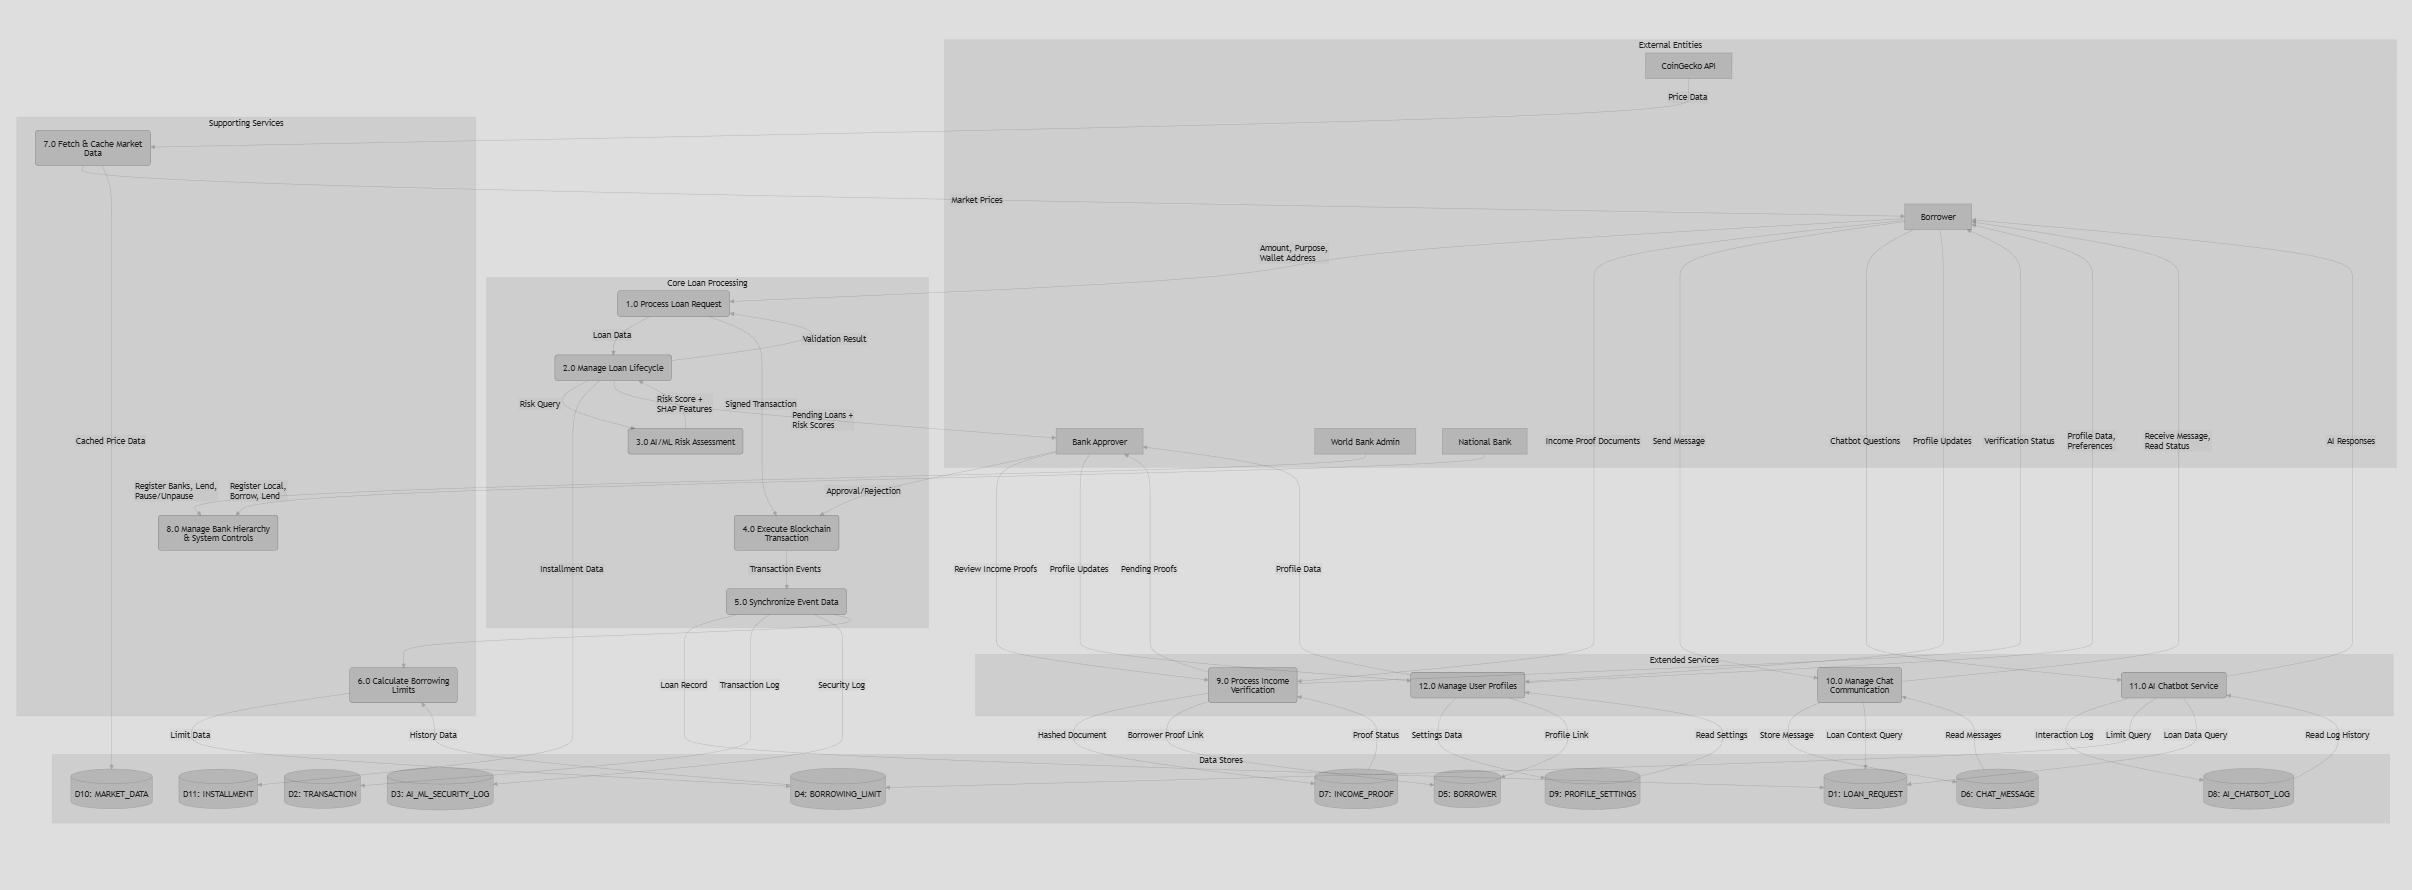 External Entities
CoinGecko API
Price Data
Supporting Services
7.0 Fetch & Cache Market
Data
Market Prices
Borrower
Amount, Purpose,
Wallet Address
Core Loan Processing
1.0 Process Loan Request
Loan Data
Validation Result
2.0 Manage Loan Lifecycle
Risk Query
Risk Score +
SHAP Features
Signed Transaction
Pending Loans +
Risk Scores
Cached Price Data
3.0 AI/ML Risk Assessment
Bank Approver
World Bank Admin
National Bank
Income Proof Documents
Send Message
Chatbot Questions
Profile Updates
Verification Status
Profile Data,
Preferences
Receive Message,
Read Status
AI Responses
Register Banks, Lend,
Pause/Unpause
Register Local,
Borrow, Lend
Approval/Rejection
8.0 Manage Bank Hierarchy
& System Controls
4.0 Execute Blockchain
Transaction
Installment Data
Transaction Events
Review Income Proofs
Profile Updates
Pending Proofs
Profile Data
5.0 Synchronize Event Data
Extended Services
6.0 Calculate Borrowing
Limits
Loan Record
Transaction Log
Security Log
9.0 Process Income
Verification
12.0 Manage User Profiles
10.0 Manage Chat
Communication
11.0 AI Chatbot Service
Limit Data
History Data
Hashed Document
Borrower Proof Link
Proof Status
Settings Data
Profile Link
Read Settings
Store Message
Loan Context Query
Read Messages
Interaction Log
Limit Query
Loan Data Query
Read Log History
Data Stores
D10: MARKET_DATA
D11: INSTALLMENT
D2: TRANSACTION
D3: AI_ML_SECURITY_LOG
D4: BORROWING_LIMIT
D7: INCOME_PROOF
D5: BORROWER
D9: PROFILE_SETTINGS
D1: LOAN_REQUEST
D6: CHAT_MESSAGE
D8: AI_CHATBOT_LOG